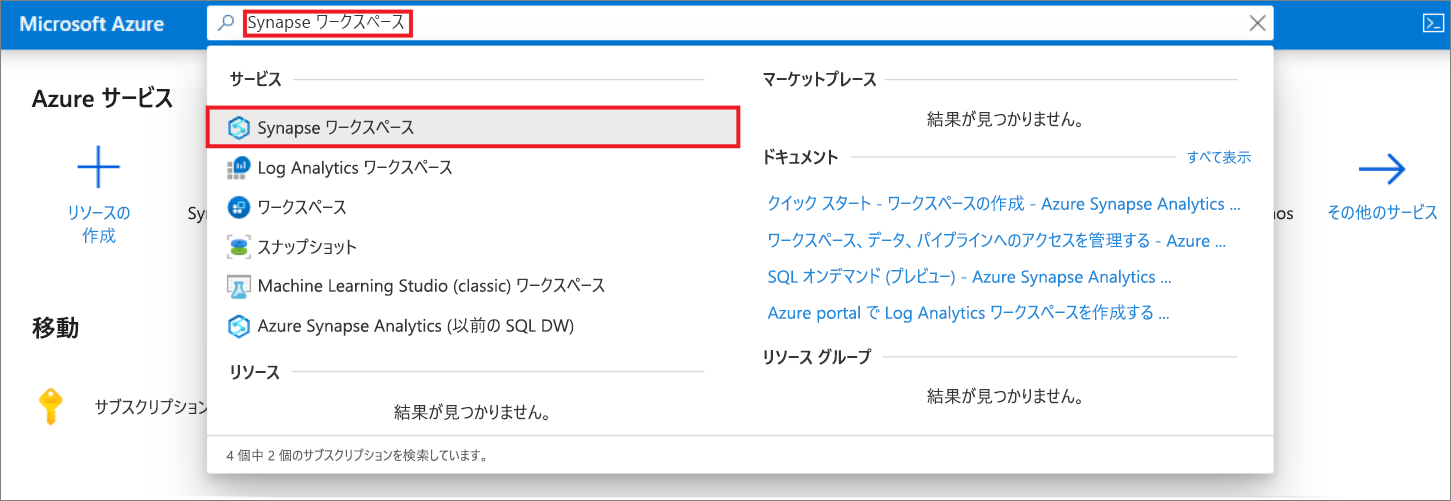 Microsoft Azure
Synapse ワークスペース
Azure サービス
リソースの
作成
Sy
サービス
Synapse ワークスペース
Log Analytics ワークスペース
ワークスペース
スナップショット
Machine Learning Studio (classic) ワークスペース
Azure Synapse Analytics (以前の SQL DW)
リソース
結果が見つかりません。
マーケットプレース
結果が見つかりません。
ドキュメント
すべて表示
クイック スタート - ワークスペースの作成 - Azure Synapse Analytics ...
ワークスペース、データ、パイプラインへのアクセスを管理する - Azure ...
SQL オンデマンド (プレビュー) - Azure Synapse Analytics ...
Azure portal で Log Analytics ワークスペースを作成する ...
リソース グループ
結果が見つかりません。
4 個中 2 個のサブスクリプションを検索しています。
nos
その他のサービス
移動
サブスクリプション